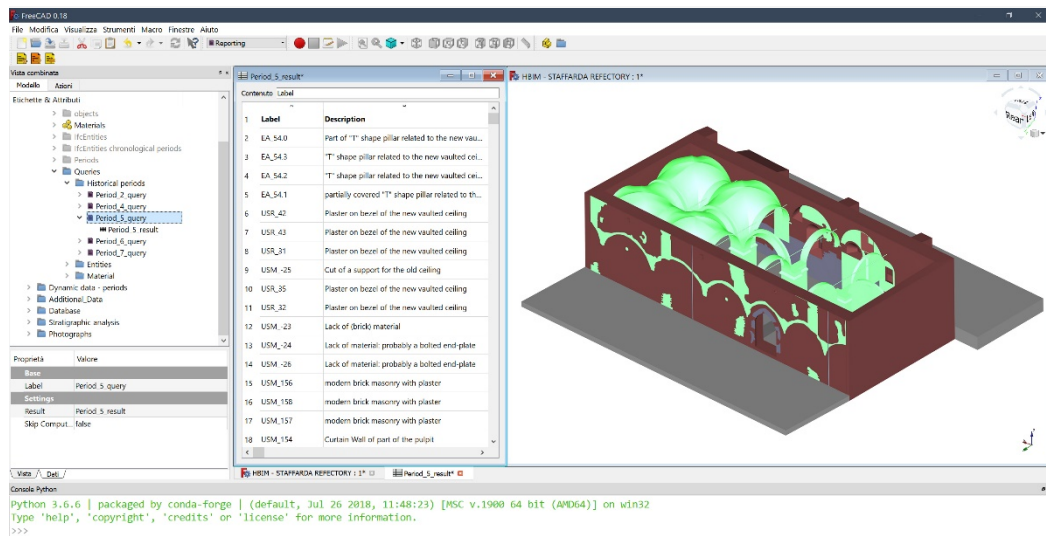 FreeCAD 0.18
File Modifica Visualizza Strumenti Macro Finestre Aiuto
Reporting
Vista combinata
Modello Azioni
Etichette & Attributi
objects
Materials
IfcEntities
IfcEntities chronological periods
Periods
Queries
Historical periods
Period_2_query
Period_4_query
Period_5_query
Period_5_result
Period_6_query
Period_7_query
Entities
Material
Dynamic data - periods
Additional_Data
Database
Stratigraphic analysis
Photographs
Proprietà Valore
Base
Label Period_5_query
Settings
Result Period_5_result
Skip Comput... false
Vista Dati
Period_5_result*
Contenuto Label
1 Label Description
2 EA_54.0 Part of "T" shape pillar related to the new vau...
3 EA_54.3 "T" shape pillar related to the new vaulted cei...
4 EA_54.2 "T" shape pillar related to the new vaulted cei...
5 EA_54.1 partially covered "T" shape pillar related to th...
6 USR_42 Plaster on bezel of the new vaulted ceiling
7 USR_43 Plaster on bezel of the new vaulted ceiling
8 USR_31 Plaster on bezel of the new vaulted ceiling
9 USM_-25 Cut of a support for the old ceiling
10 USR_35 Plaster on bezel of the new vaulted ceiling
11 USR_32 Plaster on bezel of the new vaulted ceiling
12 USM_-23 Lack of (brick) material
13 USM_-24 Lack of material: probably a bolted end-plate
14 USM_-26 Lack of material: probably a bolted end-plate
15 USM_156 modern brick masonry with plaster
16 USM_158 modern brick masonry with plaster
17 USM_157 modern brick masonry with plaster
18 USM_154 Curtain Wall of part of the pulpit
HBIM - STAFFARDA REFECTORY : 1*
HBIM - STAFFARDA REFECTORY : 1* Period_5_result*
Console Python
Python 3.6.6 | packaged by conda-forge | (default, Jul 26 2018, 11:48:23) [MSC v.1900 64 bit (AMD64)] on win32
Type 'help', 'copyright', 'credits' or 'license' for more information.
>>>